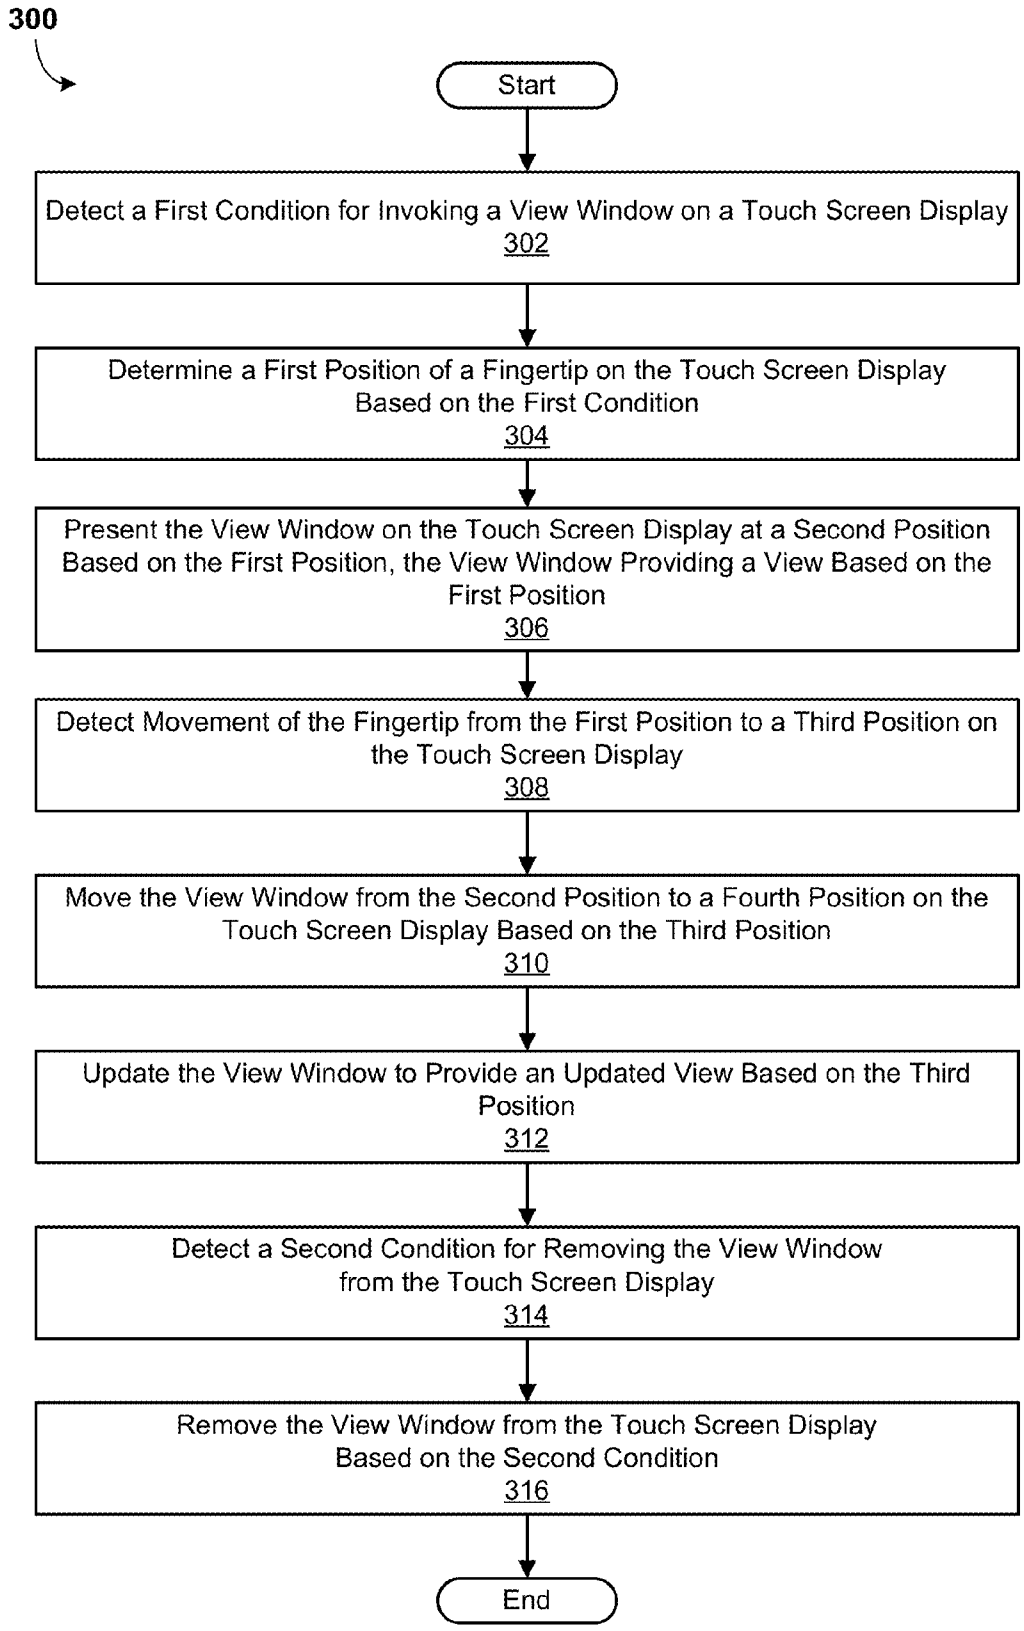 300
Start
Detect a First Condition for Invoking a View Window on a Touch Screen Display
302
Determine a First Position of a Fingertip on the Touch Screen Display
Based on the First Condition
304
Present the View Window on the Touch Screen Display at a Second Position
Based on the First Position, the View Window Providing a View Based on the
First Position
306
Detect Movement of the Fingertip from the First Position to a Third Position on
the Touch Screen Display
308
Move the View Window from the Second Position to a Fourth Position on the
Touch Screen Display Based on the Third Position
310
Update the View Window to Provide an Updated View Based on the Third
Position
312
Detect a Second Condition for Removing the View Window
from the Touch Screen Display
314
Remove the View Window from the Touch Screen Display
Based on the Second Condition
316
End